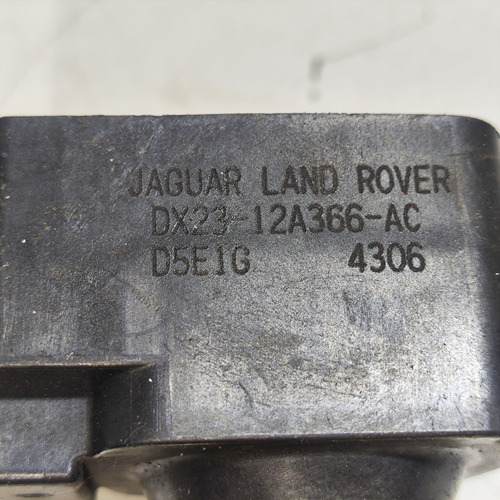 JAGUAR LAND ROVER
DX23-12A366-AC
D5E1G 4306